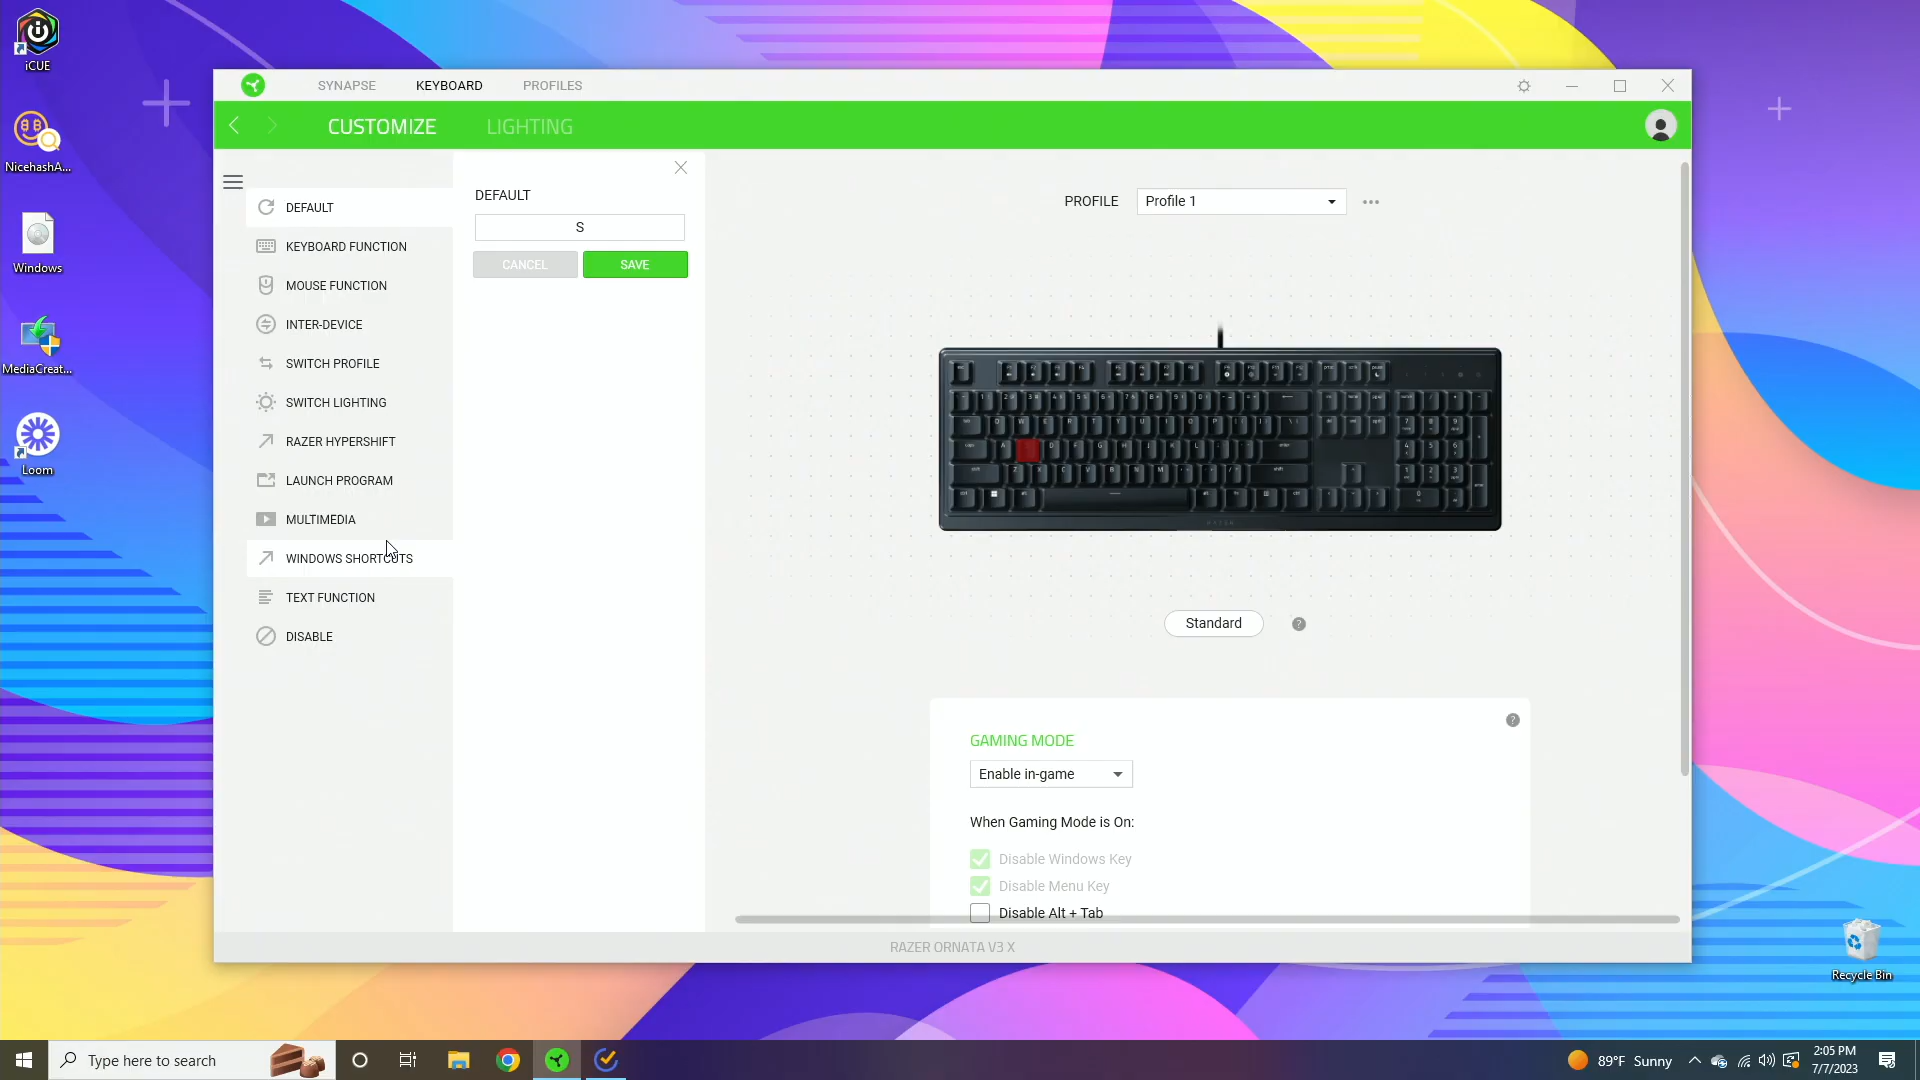 iCUE
NicehashA...
Windows
MediaCreat...
Loom
Recycle Bin
SYNAPSE KEYBOARD PROFILES
CUSTOMIZE LIGHTING
DEFAULT
KEYBOARD FUNCTION
MOUSE FUNCTION
INTER-DEVICE
SWITCH PROFILE
SWITCH LIGHTING
RAZER HYPERSHIFT
LAUNCH PROGRAM
MULTIMEDIA
WINDOWS SHORTCUTS
TEXT FUNCTION
DISABLE
DEFAULT
S
CANCEL SAVE
PROFILE Profile 1
Standard
GAMING MODE
Enable in-game
When Gaming Mode is On:
Disable Windows Key
Disable Menu Key
Disable Alt + Tab
RAZER ORNATA V3 X
Type here to search
89°F Sunny
2:05 PM
7/7/2023